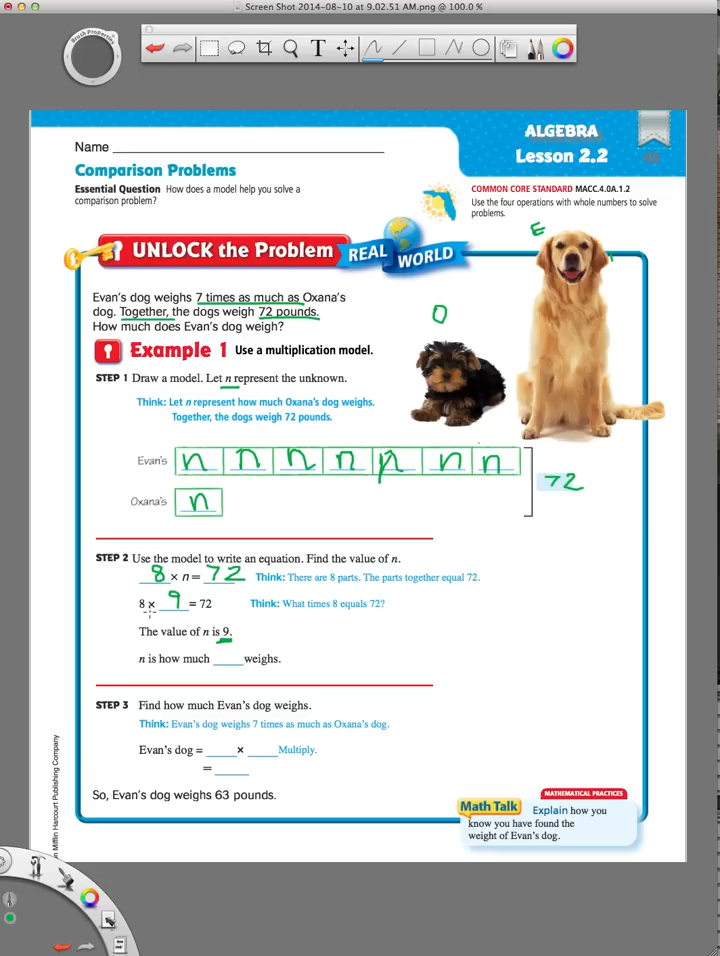 Screen Shot 2014-08-10 at 9.02.51 AM.png @ 100.0 %
Brush Properties
T
Name
ALGEBRA
Lesson 2.2
Comparison Problems
Essential Question How does a model help you solve a
comparison problem?
COMMON CORE STANDARD MACC.4.OA.1.2
Use the four operations with whole numbers to solve
problems.
E
UNLOCK the Problem REAL WORLD
Evan's dog weighs 7 times as much as Oxana's
dog. Together, the dogs weigh 72 pounds.
How much does Evan's dog weigh?
O
Example 1 Use a multiplication model.
STEP 1 Draw a model. Let n represent the unknown.
Think: Let n represent how much Oxana's dog weighs.
Together, the dogs weigh 72 pounds.
Evan's n n n n n n n
72
Oxana's n
STEP 2 Use the model to write an equation. Find the value of n.
8 × n = 72 Think: There are 8 parts. The parts together equal 72.
8 × 9 = 72 Think: What times 8 equals 72?
The value of n is 9.
n is how much ____ weighs.
STEP 3 Find how much Evan's dog weighs.
Think: Evan's dog weighs 7 times as much as Oxana's dog.
Evan's dog = ____ × ____ Multiply.
= ____
So, Evan's dog weighs 63 pounds.
MATHEMATICAL PRACTICES
Math Talk Explain how you
know you have found the
weight of Evan's dog.
n Mifflin Harcourt Publishing Company